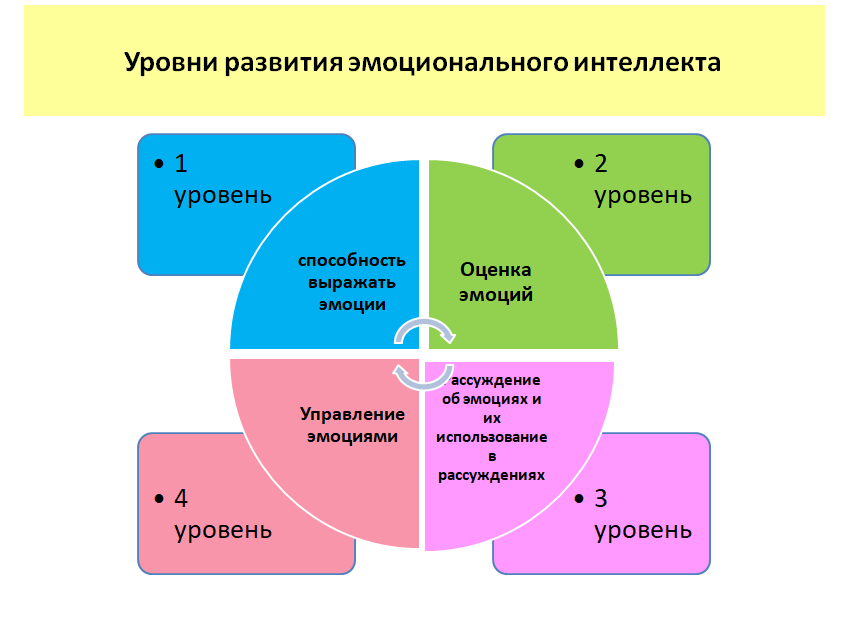 Уровни развития эмоционального интеллекта
• 1
уровень
• 2
уровень
способность
выражать
эмоции
Оценка
эмоций
Управление
эмоциями
ассуждение
об эмоциях и
их
использование
в
рассуждениях
• 4
уровень
• 3
уровень